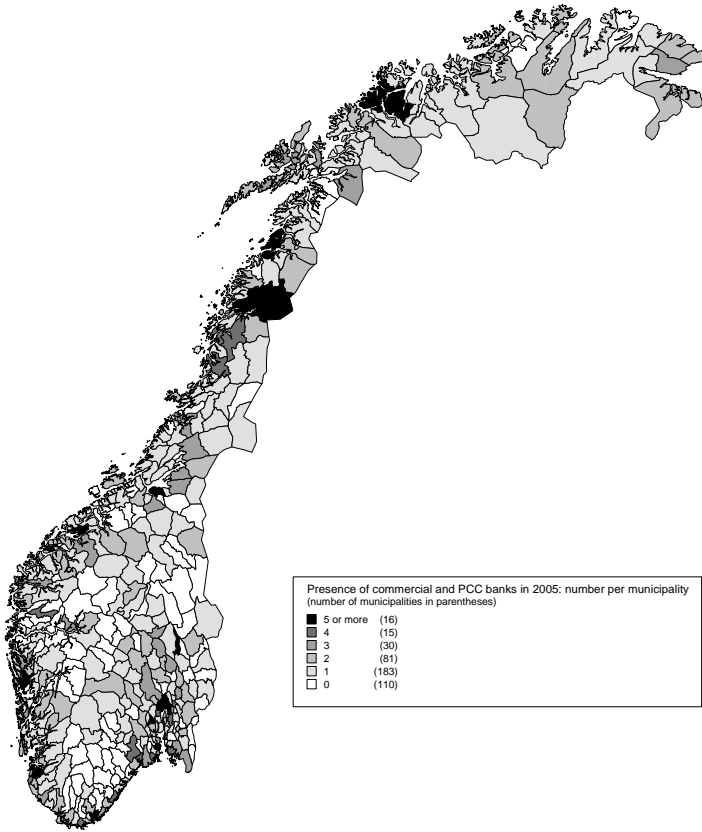 Presence of commercial and PCC banks in 2005: number per municipality
(number of municipalities in parentheses)
5 or more (16)
4 (15)
3 (30)
2 (81)
1 (183)
0 (110)